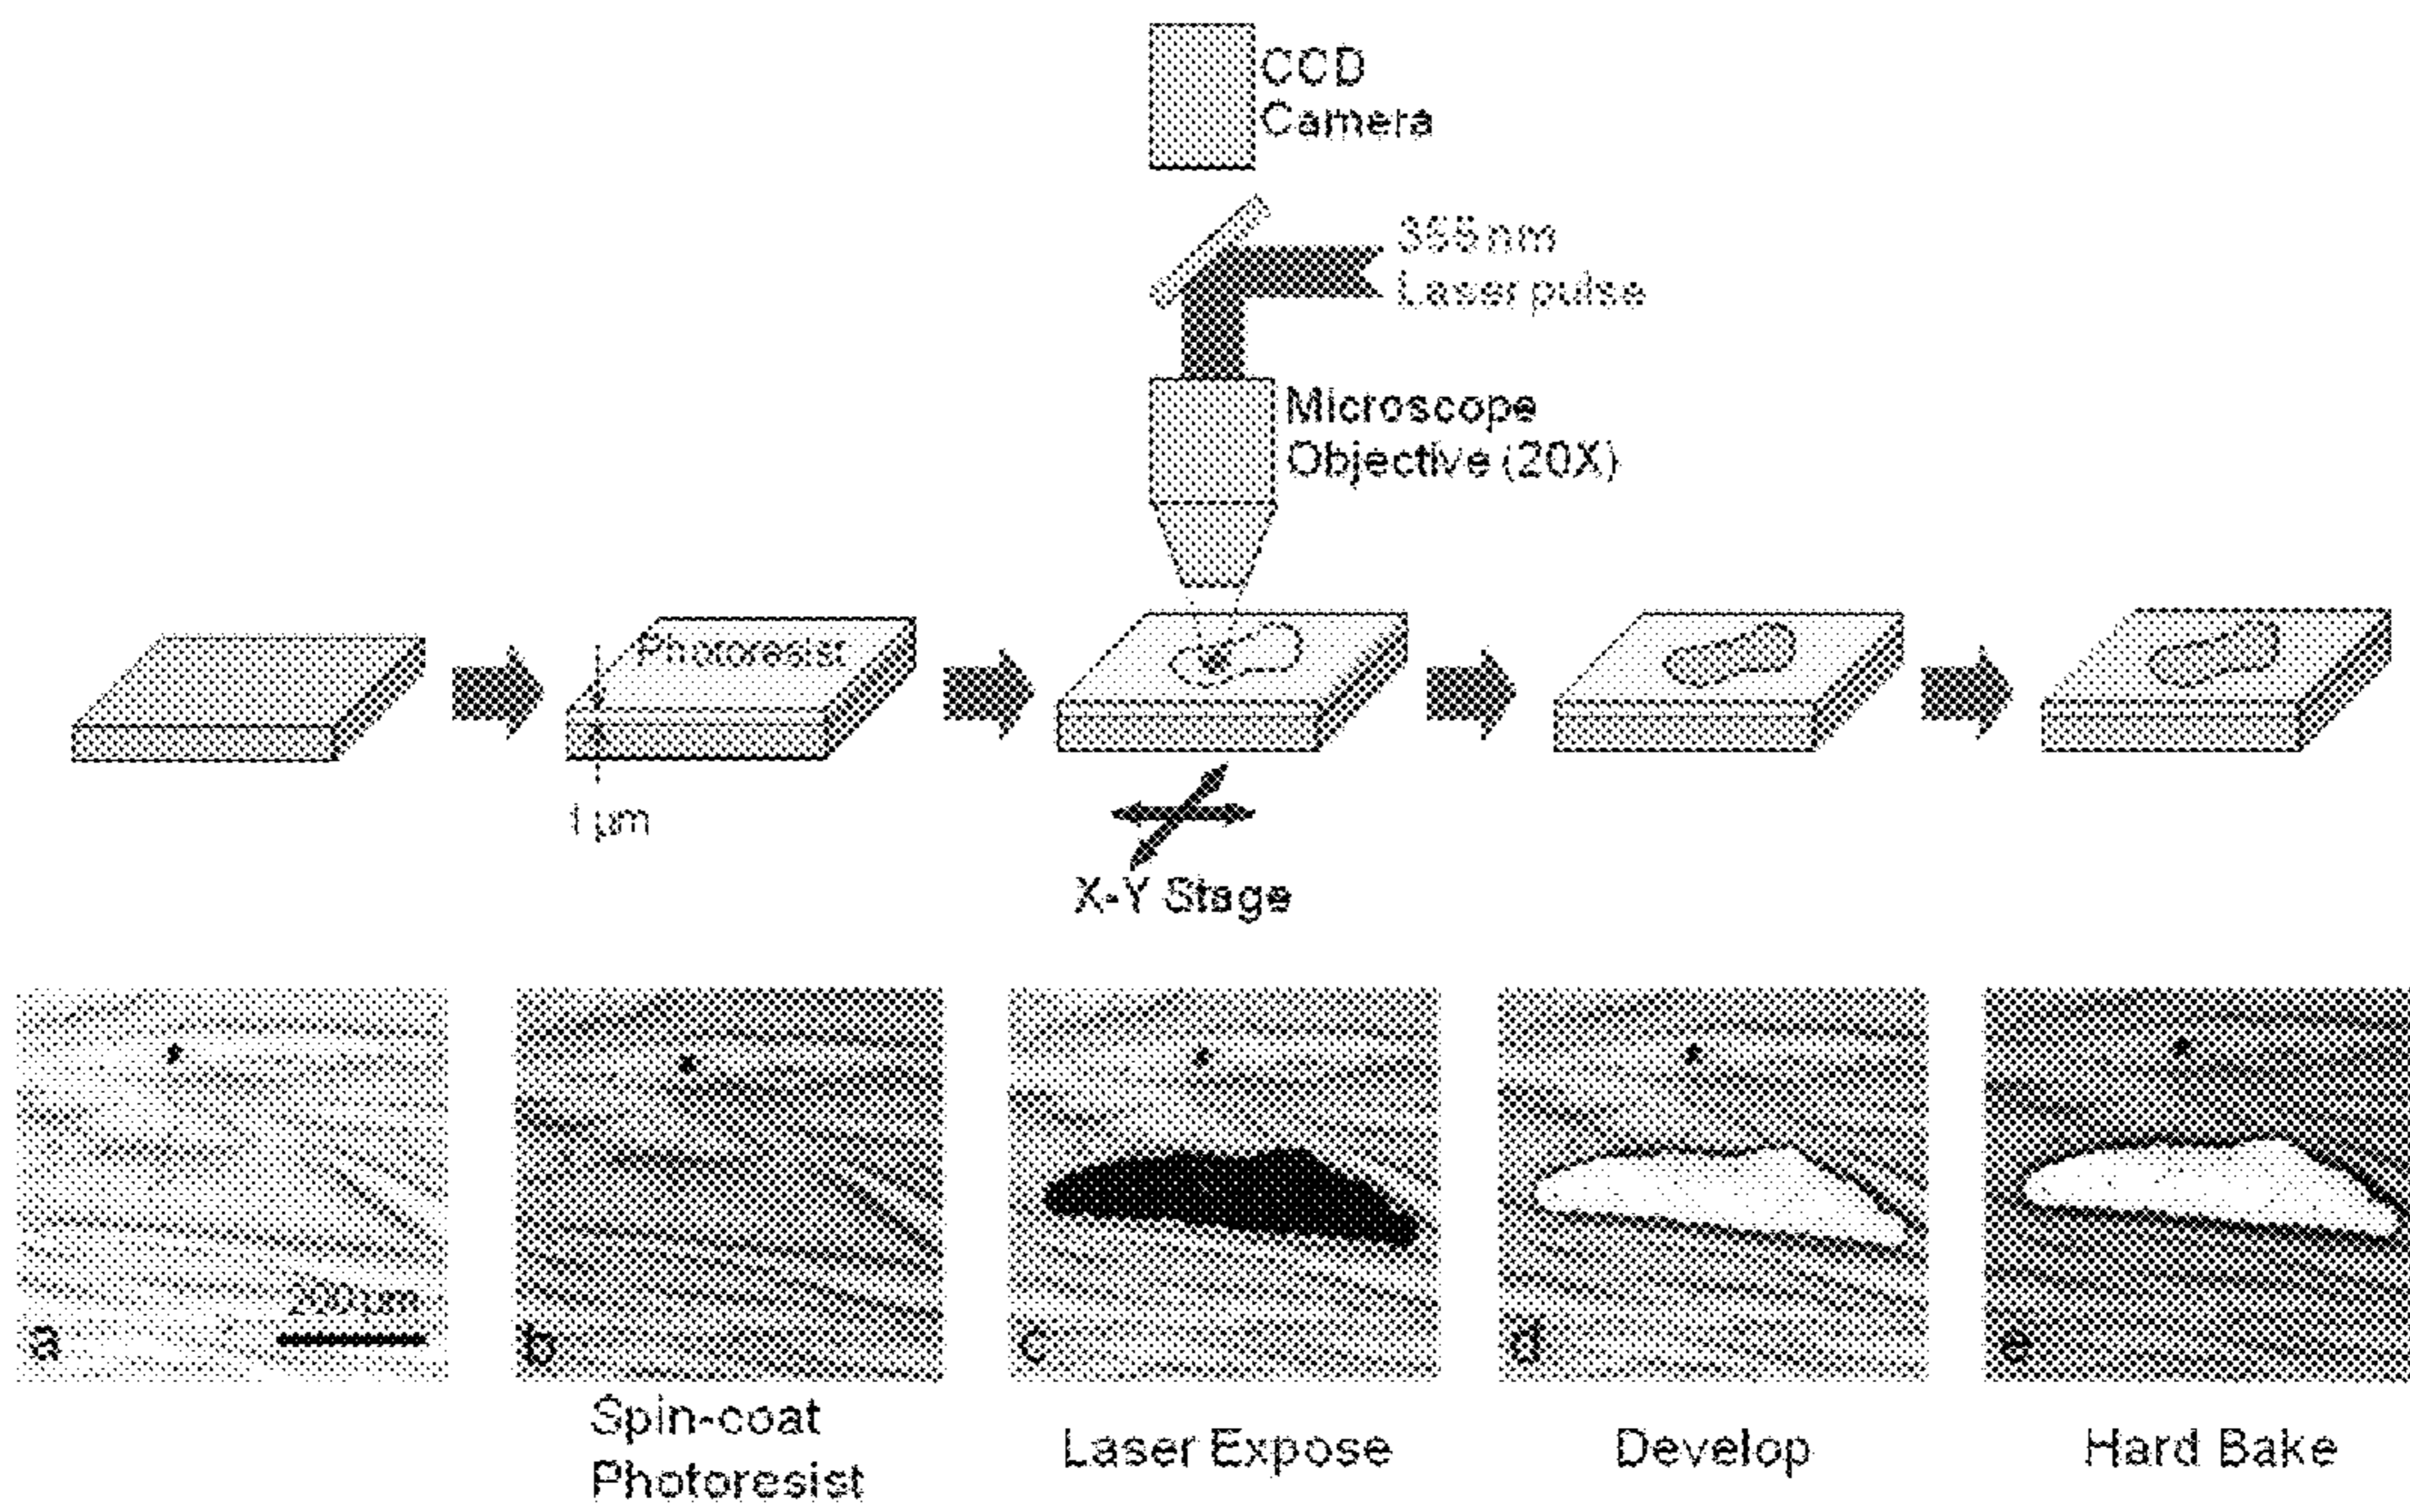 CCD
Camera
355 nm
Laser pulse
Microscope
Objective (20X)
Photoresist
1 μm
X-Y Stage
200 μm
a
b
c
d
e
Spin-coat
Photoresist
Laser Expose
Develop
Hard Bake